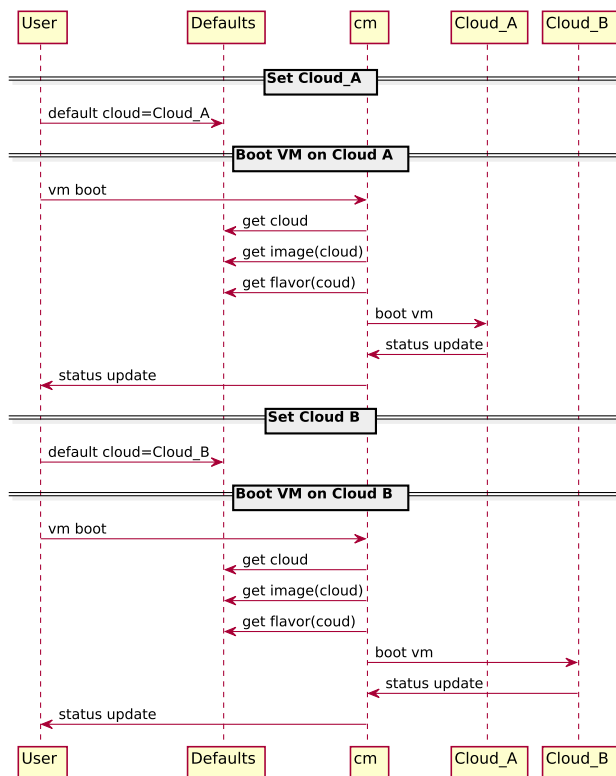 User Defaults cm Cloud_A Cloud_B
Set Cloud_A
default cloud=Cloud_A
Boot VM on Cloud A
vm boot
get cloud
get image(cloud)
get flavor(coud)
boot vm
status update
status update
Set Cloud B
default cloud=Cloud_B
Boot VM on Cloud B
vm boot
get cloud
get image(cloud)
get flavor(coud)
boot vm
status update
status update
User Defaults cm Cloud_A Cloud_B